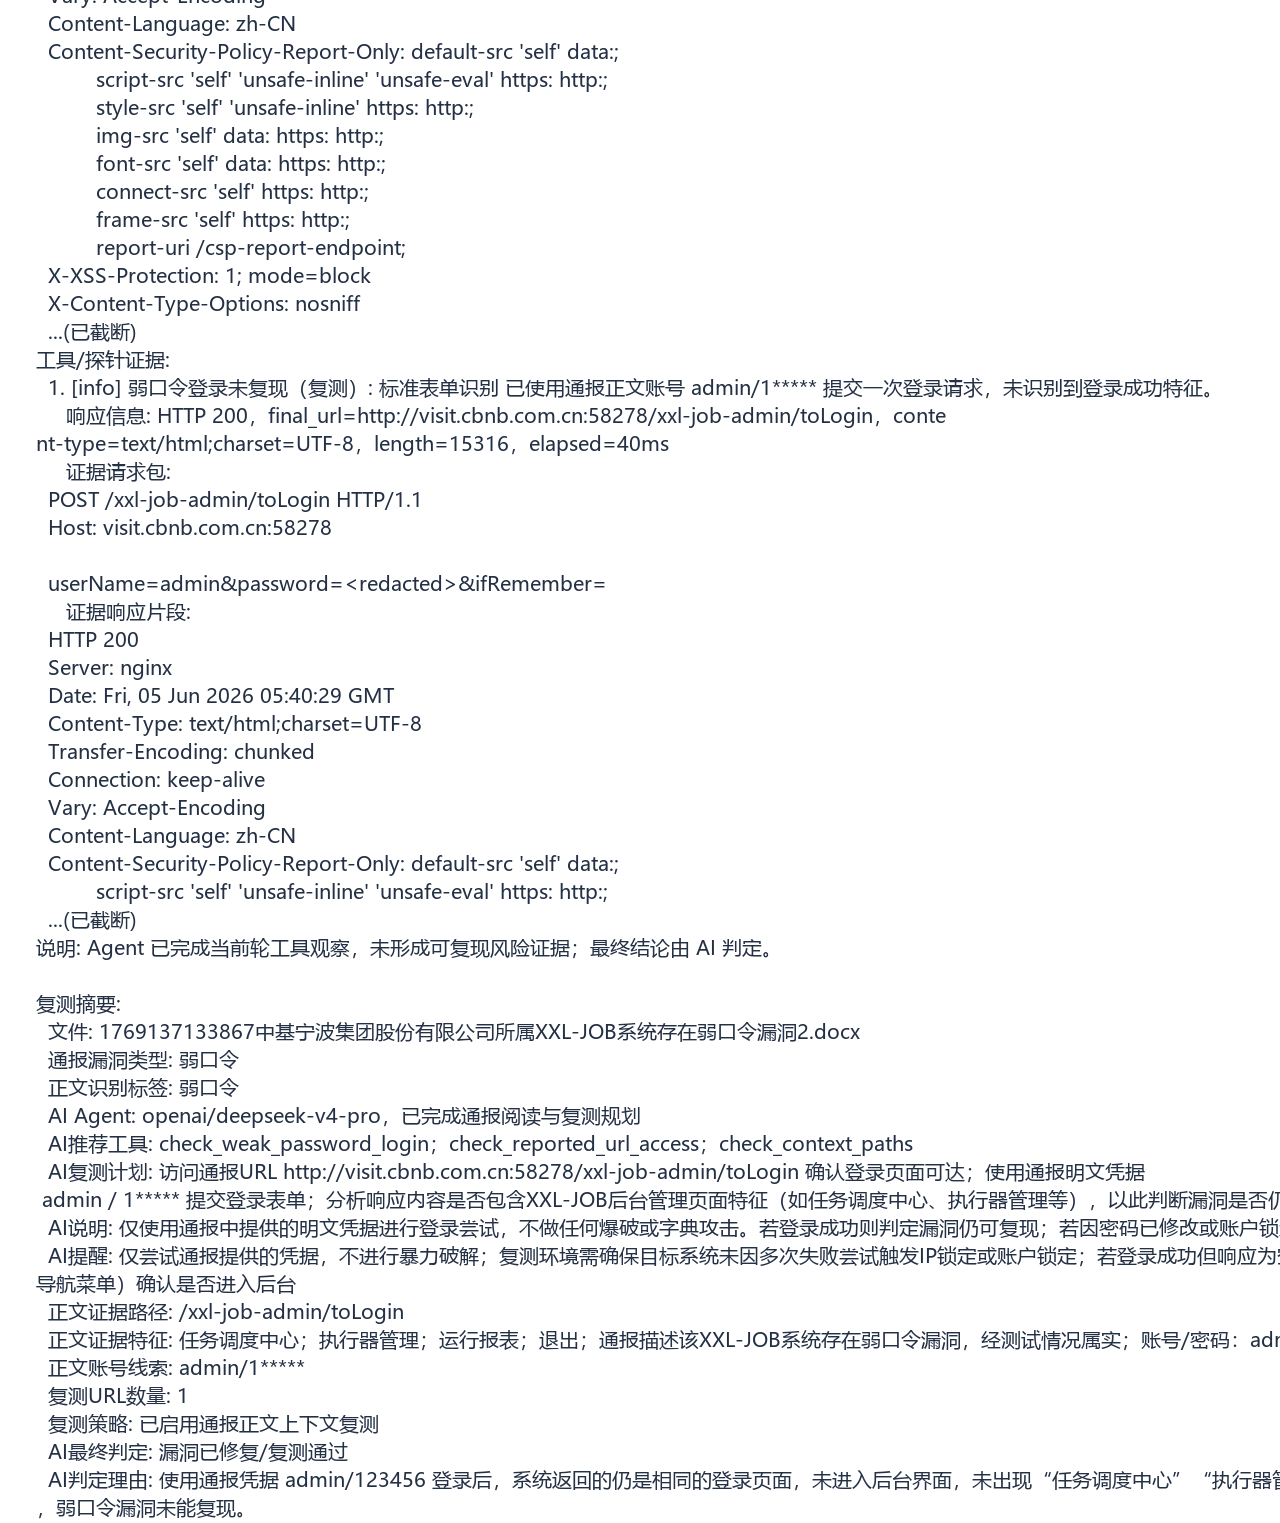 Vary: Accept-Encoding
Content-Language: zh-CN
Content-Security-Policy-Report-Only: default-src 'self' data:;
script-src 'self' 'unsafe-inline' 'unsafe-eval' https: http:;
style-src 'self' 'unsafe-inline' https: http:;
img-src 'self' data: https: http:;
font-src 'self' data: https: http:;
connect-src 'self' https: http:;
frame-src 'self' https: http:;
report-uri /csp-report-endpoint;
X-XSS-Protection: 1; mode=block
X-Content-Type-Options: nosniff
...(已截断)
工具/探针证据:
1. [info] 弱口令登录未复现（复测）: 标准表单识别 已使用通报正文账号 admin/1***** 提交一次登录请求，未识别到登录成功特征。
响应信息: HTTP 200，final_url=http://visit.cbnb.com.cn:58278/xxl-job-admin/toLogin，conte
nt-type=text/html;charset=UTF-8，length=15316，elapsed=40ms
证据请求包:
POST /xxl-job-admin/toLogin HTTP/1.1
Host: visit.cbnb.com.cn:58278
userName=admin&password=<redacted>&ifRemember=
证据响应片段:
HTTP 200
Server: nginx
Date: Fri, 05 Jun 2026 05:40:29 GMT
Content-Type: text/html;charset=UTF-8
Transfer-Encoding: chunked
Connection: keep-alive
Vary: Accept-Encoding
Content-Language: zh-CN
Content-Security-Policy-Report-Only: default-src 'self' data:;
script-src 'self' 'unsafe-inline' 'unsafe-eval' https: http:;
...(已截断)
说明: Agent 已完成当前轮工具观察，未形成可复现风险证据；最终结论由 AI 判定。
复测摘要:
文件: 1769137133867中基宁波集团股份有限公司所属XXL-JOB系统存在弱口令漏洞2.docx
通报漏洞类型: 弱口令
正文识别标签: 弱口令
AI Agent: openai/deepseek-v4-pro，已完成通报阅读与复测规划
AI推荐工具: check_weak_password_login；check_reported_url_access；check_context_paths
AI复测计划: 访问通报URL http://visit.cbnb.com.cn:58278/xxl-job-admin/toLogin 确认登录页面可达；使用通报明文凭据
admin / 1***** 提交登录表单；分析响应内容是否包含XXL-JOB后台管理页面特征（如任务调度中心、执行器管理等），以此判断漏洞是否仍
AI说明: 仅使用通报中提供的明文凭据进行登录尝试，不做任何爆破或字典攻击。若登录成功则判定漏洞仍可复现；若因密码已修改或账户锁
AI提醒: 仅尝试通报提供的凭据，不进行暴力破解；复测环境需确保目标系统未因多次失败尝试触发IP锁定或账户锁定；若登录成功但响应为
导航菜单）确认是否进入后台
正文证据路径: /xxl-job-admin/toLogin
正文证据特征: 任务调度中心；执行器管理；运行报表；退出；通报描述该XXL-JOB系统存在弱口令漏洞，经测试情况属实；账号/密码：adm
正文账号线索: admin/1*****
复测URL数量: 1
复测策略: 已启用通报正文上下文复测
AI最终判定: 漏洞已修复/复测通过
AI判定理由: 使用通报凭据 admin/123456 登录后，系统返回的仍是相同的登录页面，未进入后台界面，未出现“任务调度中心”“执行器管
，弱口令漏洞未能复现。